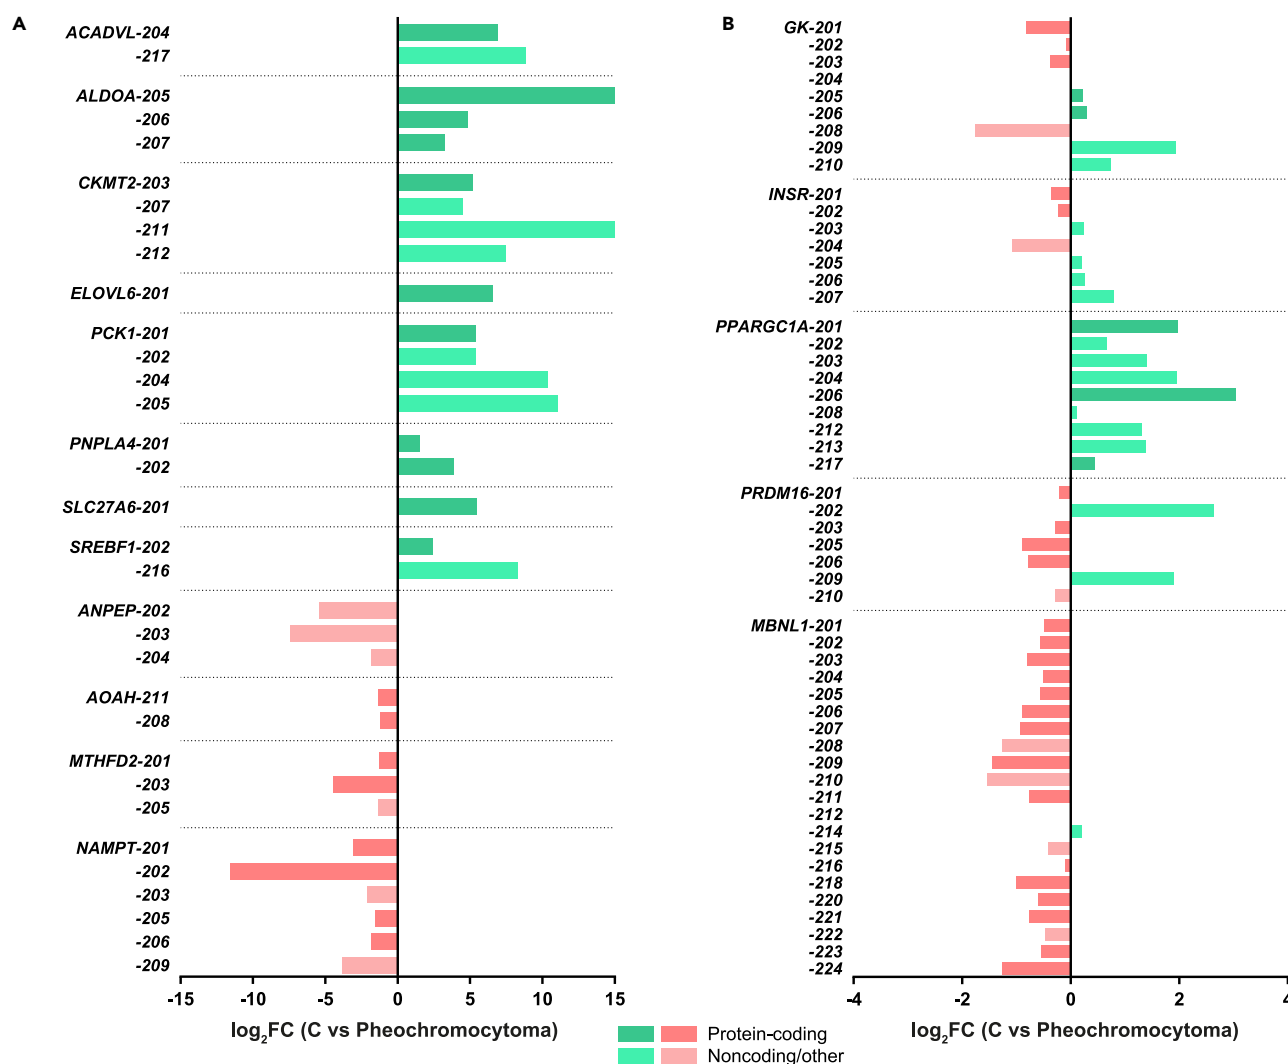 A
ACADVL-204
-217
ALDOA-205
-206
-207
CKMT2-203
-207
-211
-212
ELOVL6-201
PCK1-201
-202
-204
-205
PNPLA4-201
-202
SLC27A6-201
SREBF1-202
-216
ANPEP-202
-203
-204
AOAH-211
-208
MTHFD2-201
-203
-205
NAMPT-201
-202
-203
-205
-206
-209
-15 -10 -5 0 5 10 15
log2FC (C vs Pheochromocytoma)
B
GK-201
-202
-203
-204
-205
-206
-208
-209
-210
INSR-201
-202
-203
-204
-205
-206
-207
PPARGC1A-201
-202
-203
-204
-206
-208
-212
-213
-217
PRDM16-201
-202
-203
-205
-206
-209
-210
MBNL1-201
-202
-203
-204
-205
-206
-207
-208
-209
-210
-211
-212
-214
-215
-216
-218
-220
-221
-222
-223
-224
-4 -2 0 2 4
log2FC (C vs Pheochromocytoma)
Protein-coding
Noncoding/other